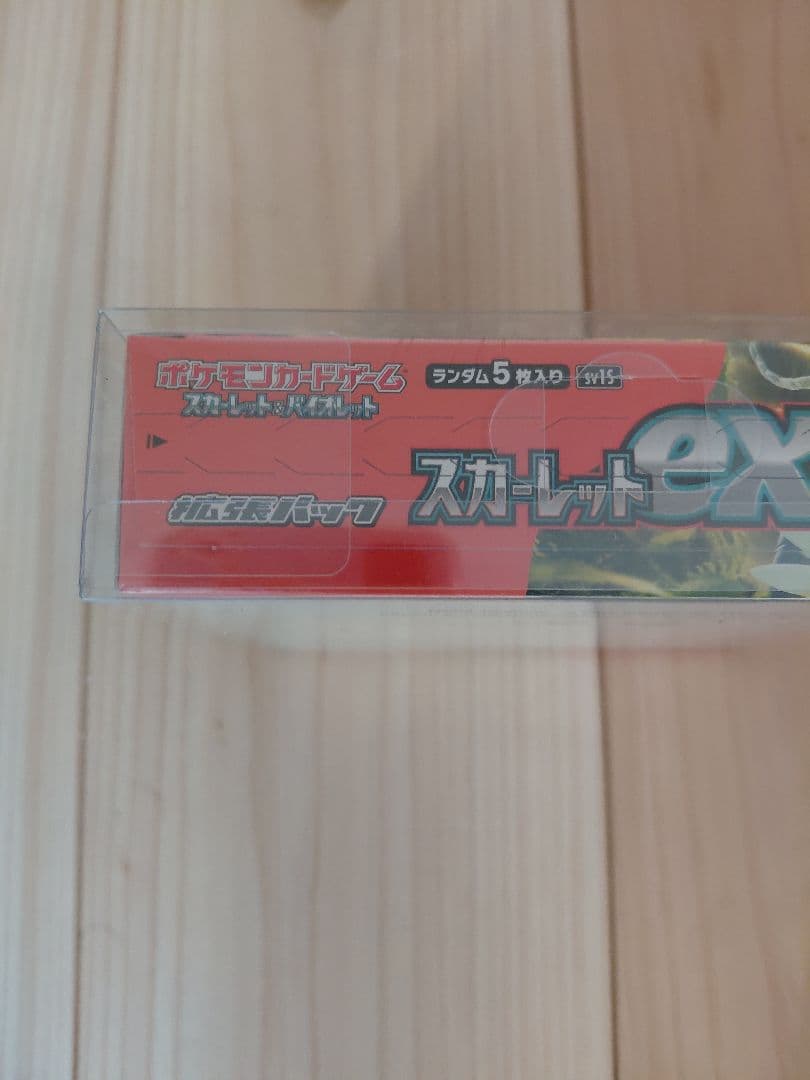 ポケモンカードゲーム
スカーレット&バイオレット
ランダム5枚入り sv1S
拡張パック
スカーレットex